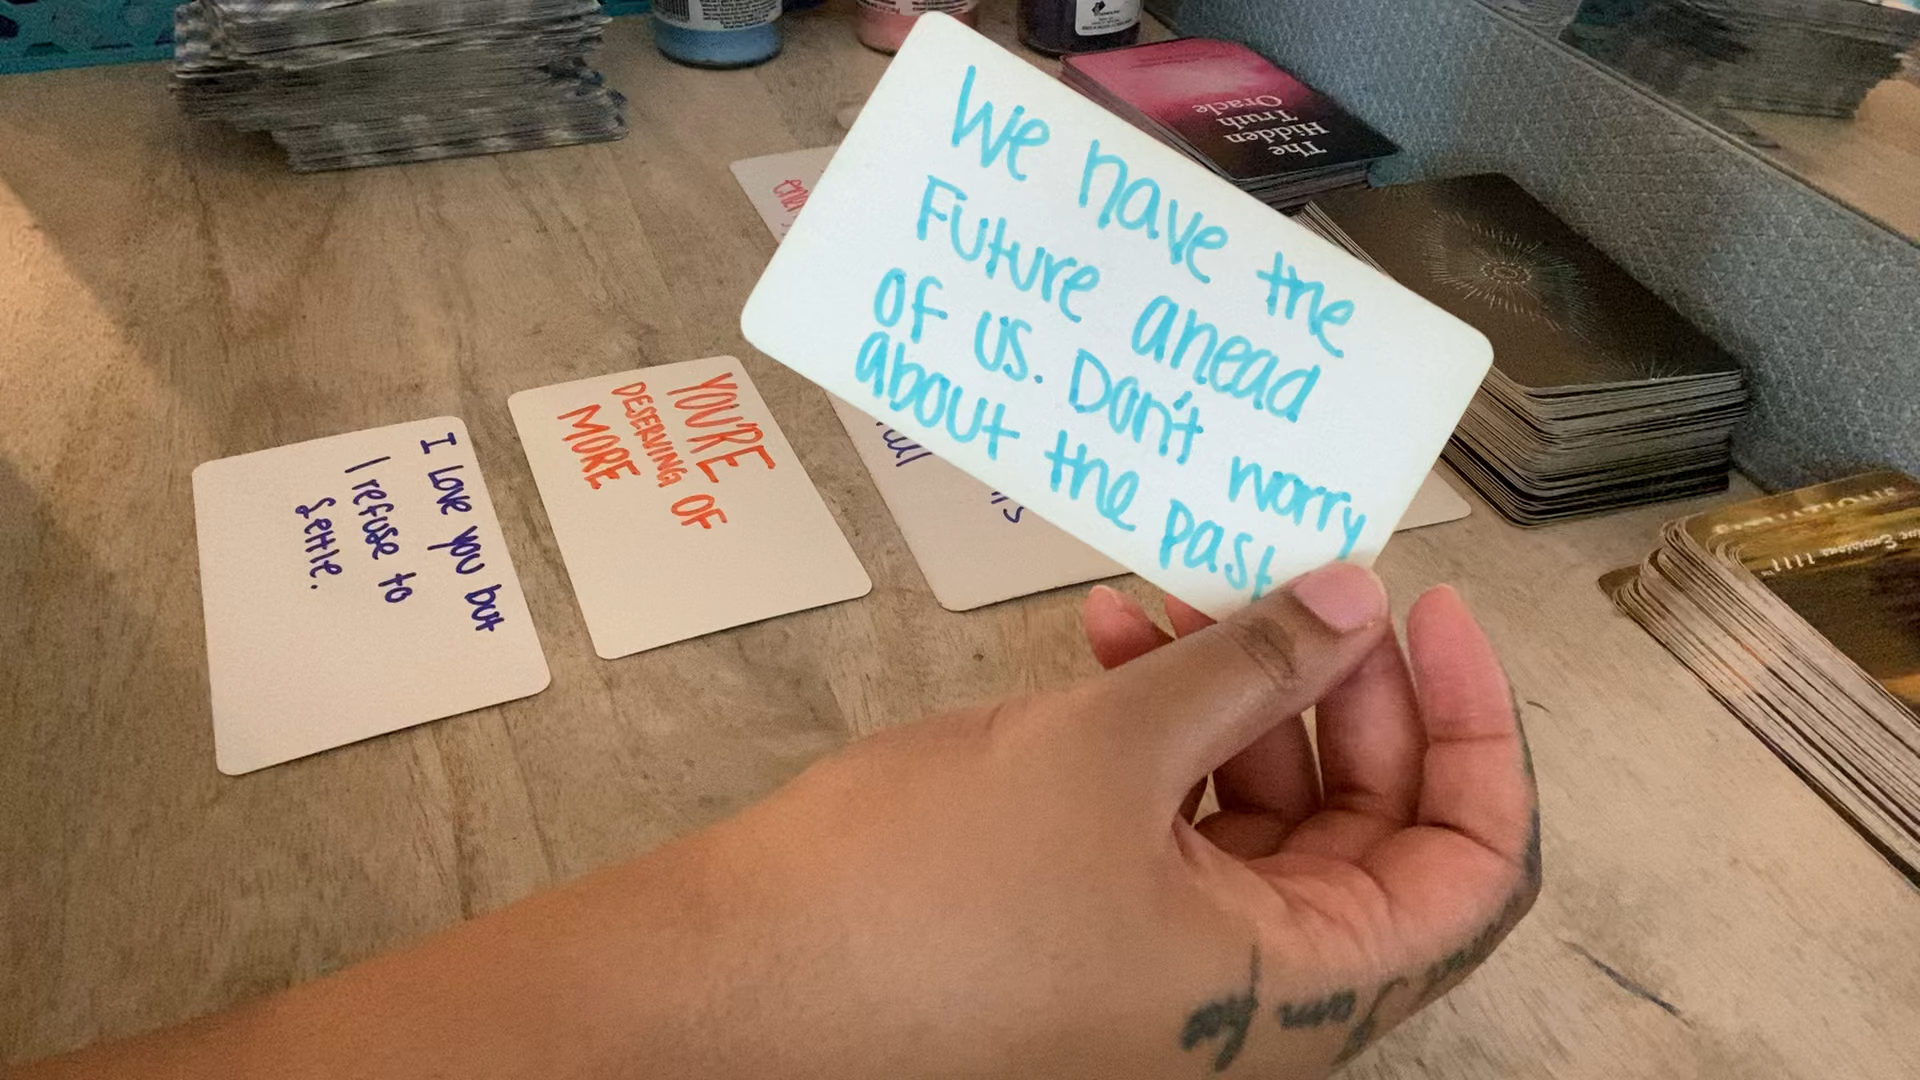 We have the
Future ahead
of us. Don't worry
about the past
YOU'RE
DESERVING OF
MORE
I love you but
I refuse to
settle.
The
Hidden
Truth
Oracle